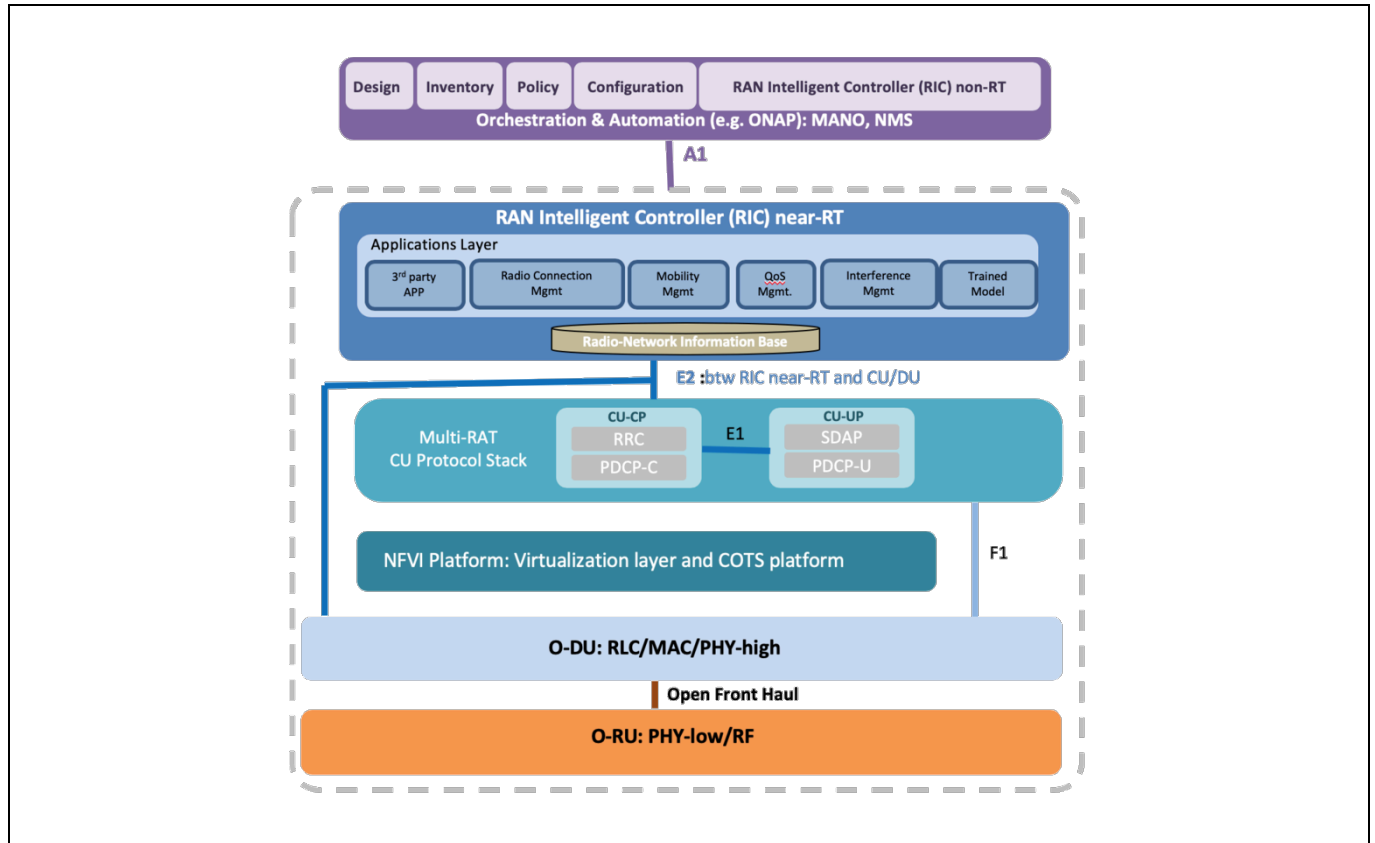 Design Inventory Policy Configuration RAN Intelligent Controller (RIC) non-RT
Orchestration & Automation (e.g. ONAP): MANO, NMS
A1
RAN Intelligent Controller (RIC) near-RT
Applications Layer
3rd party
APP
Radio Connection
Mgmt
Mobility
Mgmt
QoS
Mgmt.
Interference
Mgmt
Trained
Model
Radio-Network Information Base
E2 :btw RIC near-RT and CU/DU
Multi-RAT
CU Protocol Stack
CU-CP
RRC
PDCP-C
E1
CU-UP
SDAP
PDCP-U
NFVI Platform: Virtualization layer and COTS platform
F1
O-DU: RLC/MAC/PHY-high
Open Front Haul
O-RU: PHY-low/RF